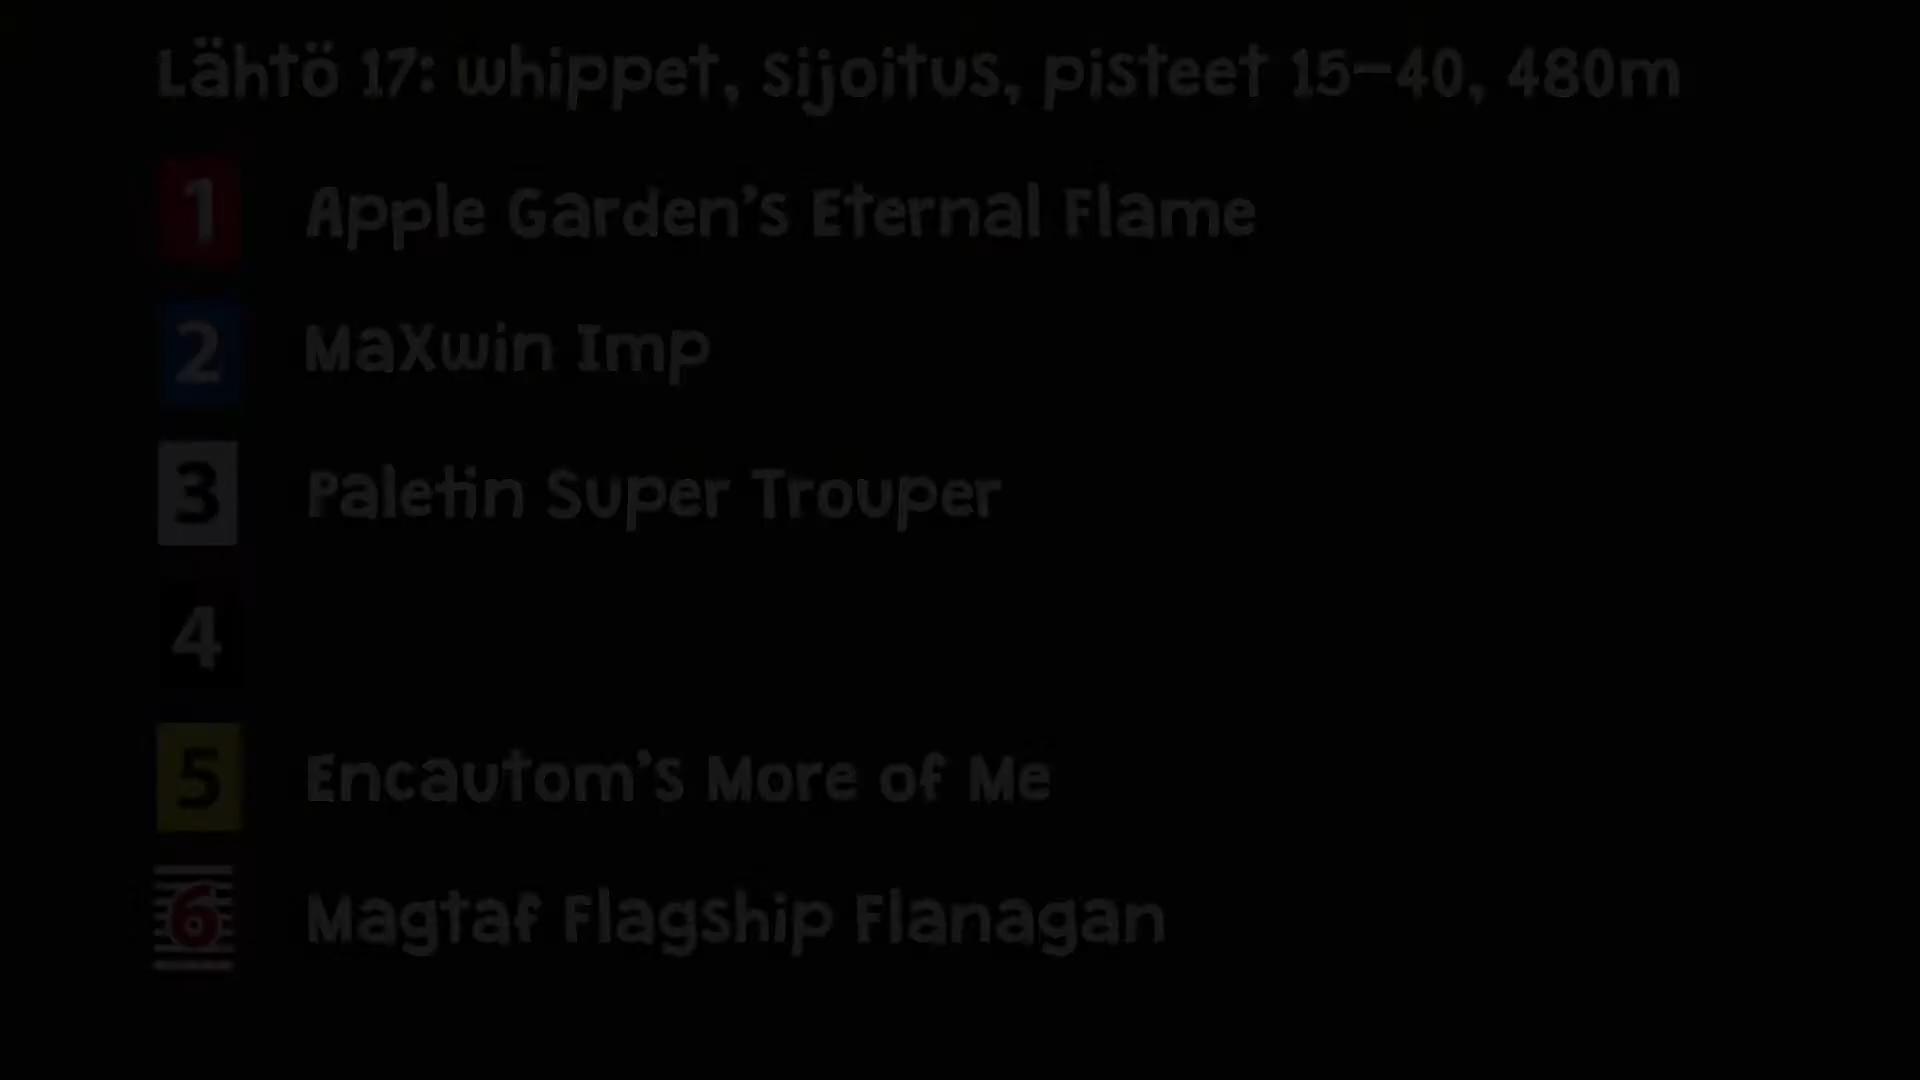 Lähtö 17: whippet, sijoitus, pisteet 15-40, 480m
1 Apple Garden's Eternal Flame
2 MaXwin Imp
3 Paletin Super Trouper
4
5 Encautom's More of Me
6 Magtaf Flagship Flanagan